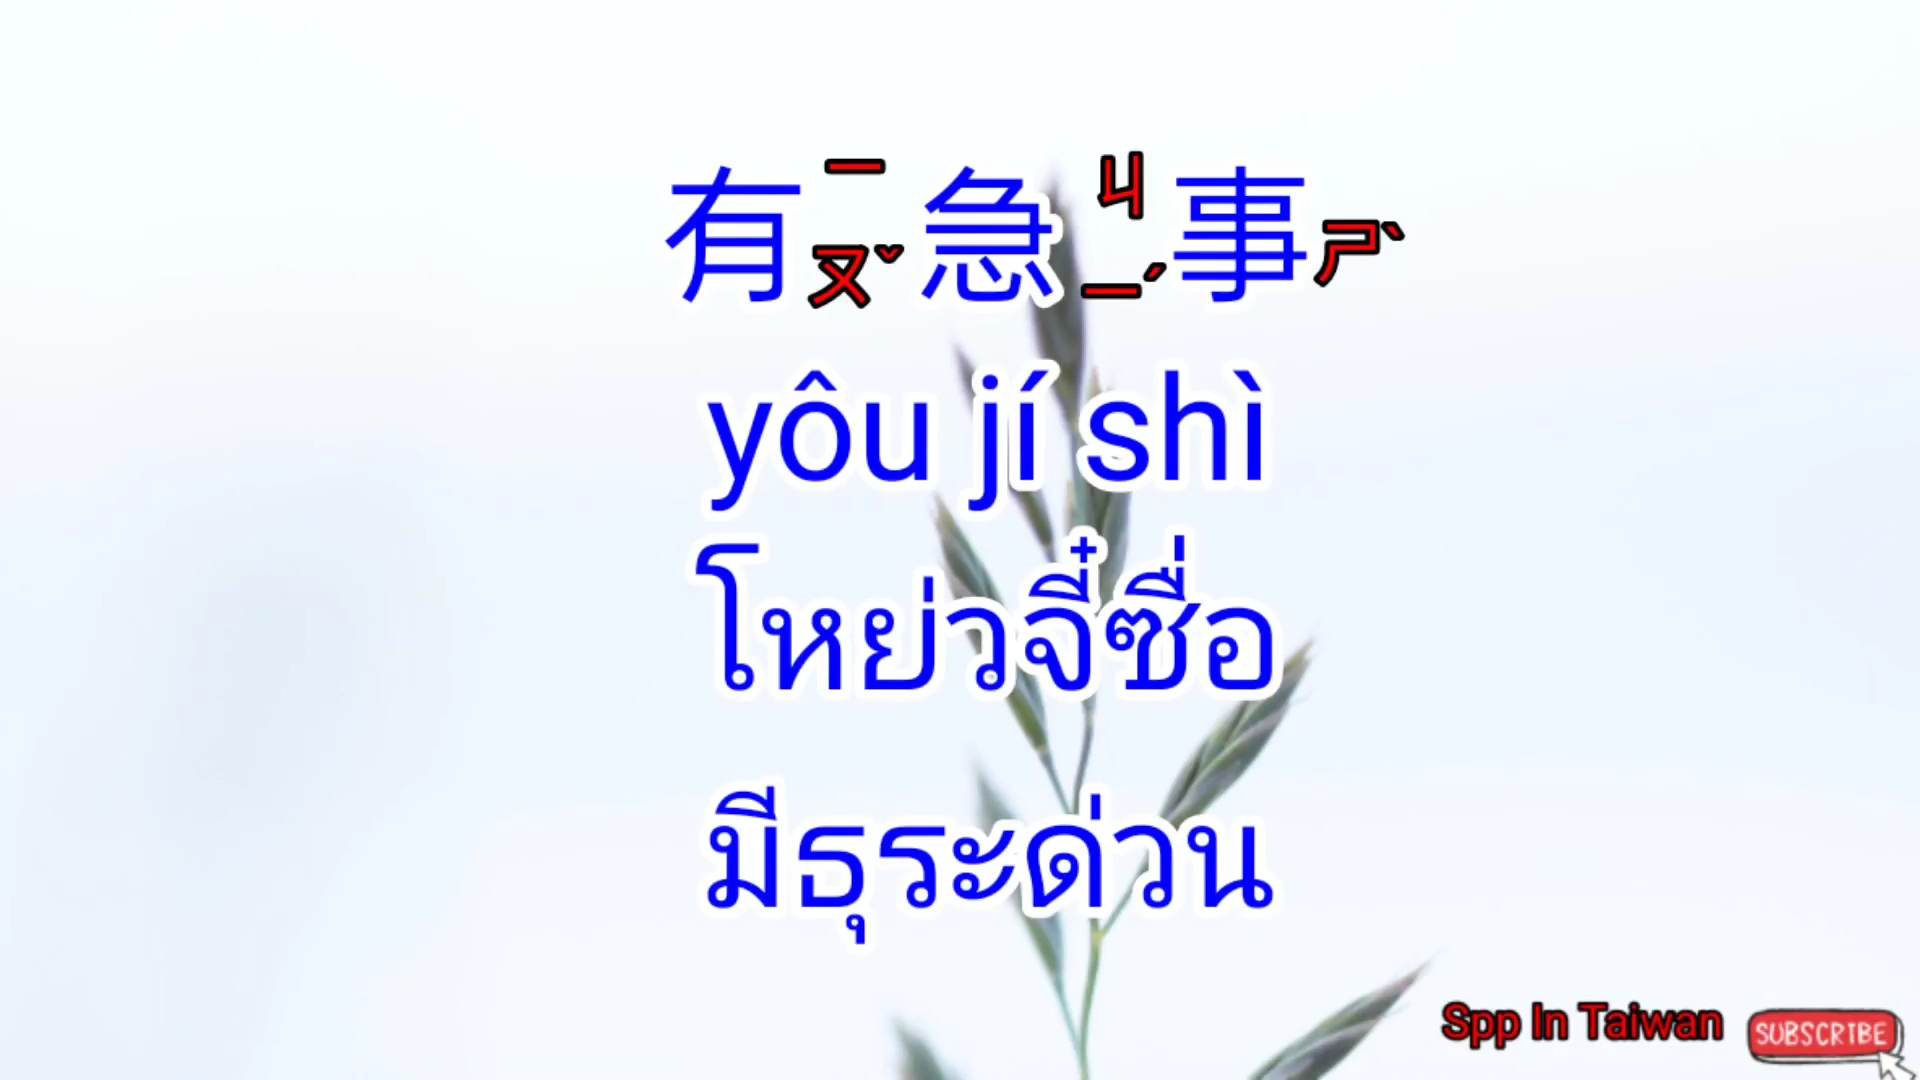 有ㄧㄡˇ急ㄐㄧˊ事ㄕˋ
yôu jí shì
โหย่วจี๋ซื่อ
มีธุระด่วน
Spp In Taiwan
SUBSCRIBE